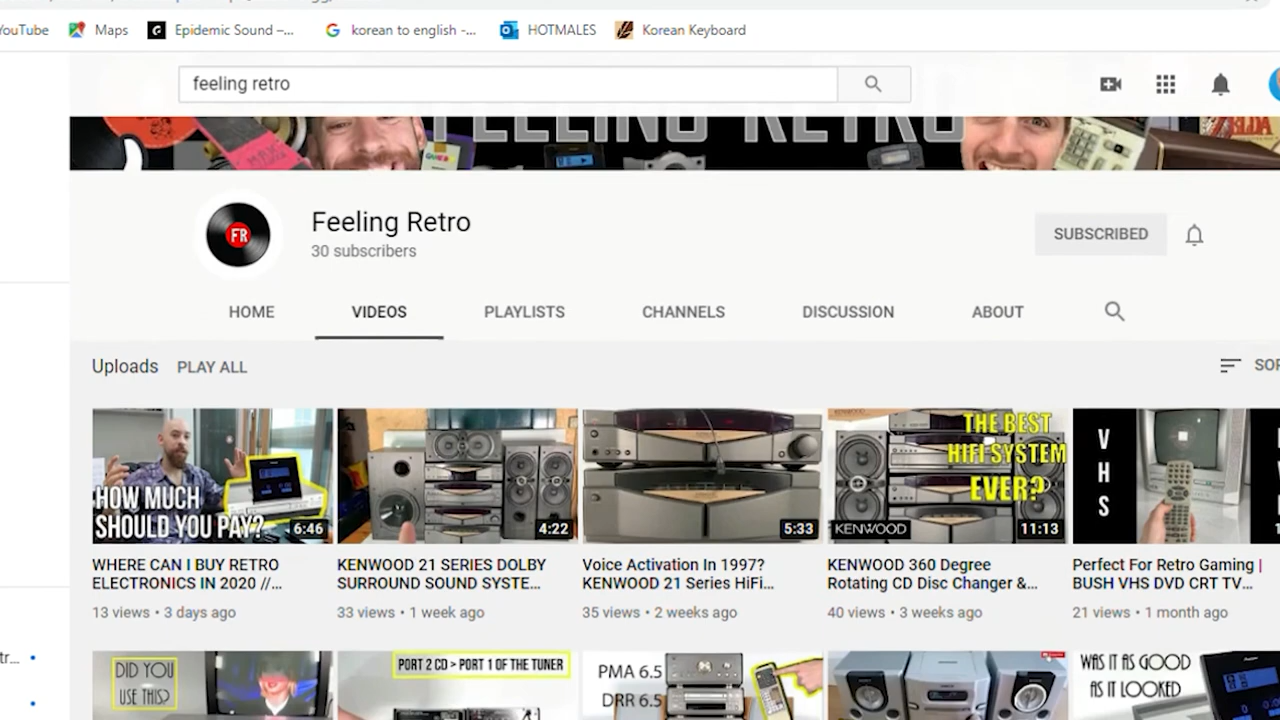 YouTube Maps Epidemic Sound –... korean to english -... HOTMALES Korean Keyboard
feeling retro
FEELING RETRO
FR
Feeling Retro
30 subscribers
SUBSCRIBED
HOME VIDEOS PLAYLISTS CHANNELS DISCUSSION ABOUT
Uploads PLAY ALL
HOW MUCH
SHOULD YOU PAY?
6:46
4:22
5:33
THE BEST
HIFI SYSTEM
EVER?
KENWOOD
11:13
V
H
S
WHERE CAN I BUY RETRO
ELECTRONICS IN 2020 //...
13 views • 3 days ago
KENWOOD 21 SERIES DOLBY
SURROUND SOUND SYSTE...
33 views • 1 week ago
Voice Activation In 1997?
KENWOOD 21 Series HiFi...
35 views • 2 weeks ago
KENWOOD 360 Degree
Rotating CD Disc Changer &...
40 views • 3 weeks ago
Perfect For Retro Gaming |
BUSH VHS DVD CRT TV...
21 views • 1 month ago
DID YOU
USE THIS?
PORT 2 CD > PORT 1 OF THE TUNER
PMA 6.5
DRR 6.5
WAS IT AS GOOD
AS IT LOOKED